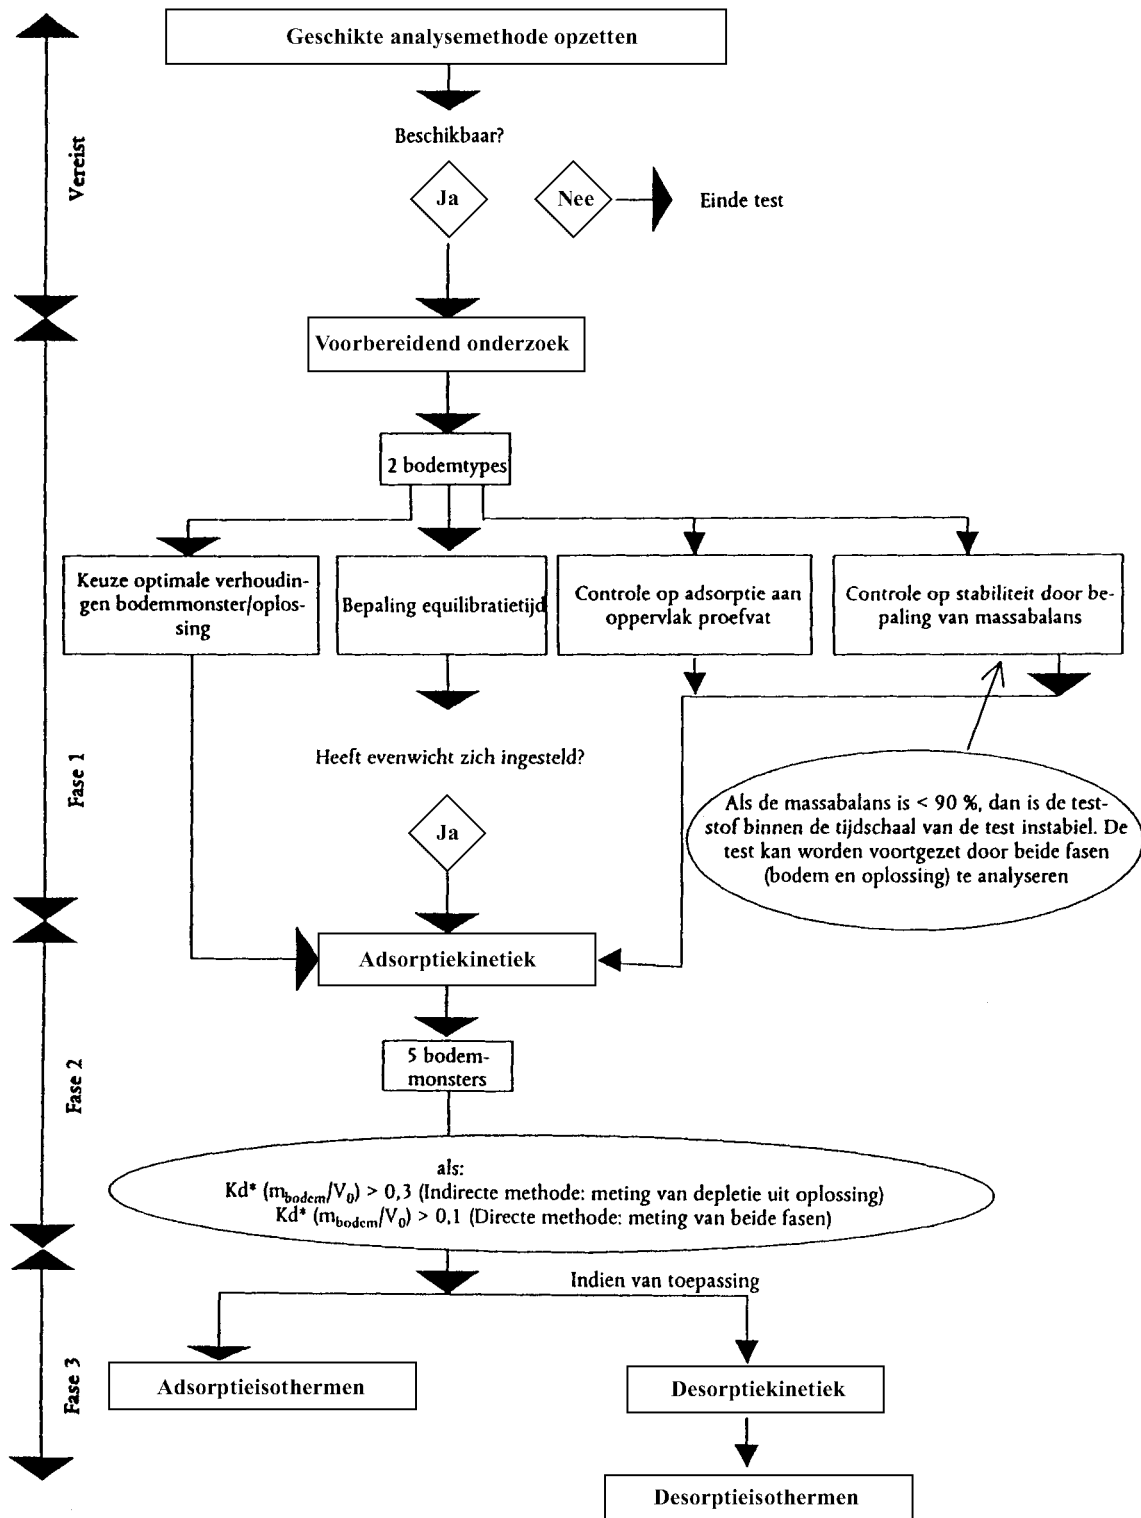 Geschikte analysemethode opzetten
Beschikbaar?
Vereist
Ja
Nee
Einde test
Voorbereidend onderzoek
2 bodemtypes
Keuze optimale verhoudin-
gen bodemmonster/oplos-
sing
Bepaling equilibratietijd
Controle op adsorptie aan
oppervlak proefvat
Controle op stabiliteit door be-
paling van massabalans
Heeft evenwicht zich ingesteld?
Fase 1
Ja
Als de massabalans is < 90 %, dan is de test-
stof binnen de tijdschaal van de test instabiel. De
test kan worden voortgezet door beide fasen
(bodem en oplossing) te analyseren
Adsorptiekinetiek
Fase 2
5 bodem-
monsters
als:
Kd* (m_bodem/V_0) > 0,3 (Indirecte methode: meting van depletie uit oplossing)
Kd* (m_bodem/V_0) > 0,1 (Directe methode: meting van beide fasen)
Indien van toepassing
Fase 3
Adsorptieisothermen
Desorptiekinetiek
Desorptieisothermen